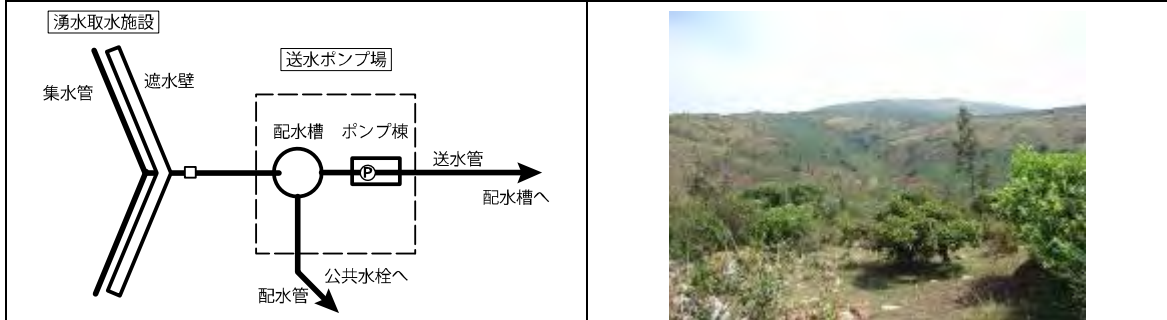 湧水取水施設
送水ポンプ場
遮水壁
集水管
配水槽
ポンプ棟
送水管
P
配水槽へ
公共水栓へ
配水管